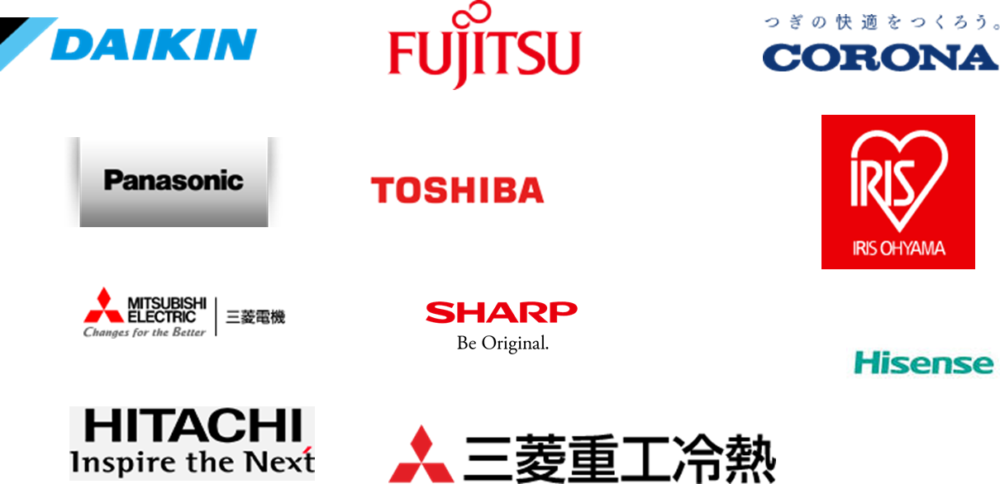 DAIKIN
FUJITSU
つぎの快適をつくろう。
CORONA
Panasonic
TOSHIBA
IRIS
IRIS OHYAMA
MITSUBISHI
ELECTRIC
Changes for the Better
三菱電機
SHARP
Be Original.
Hisense
HITACHI
Inspire the Next
三菱重工冷熱